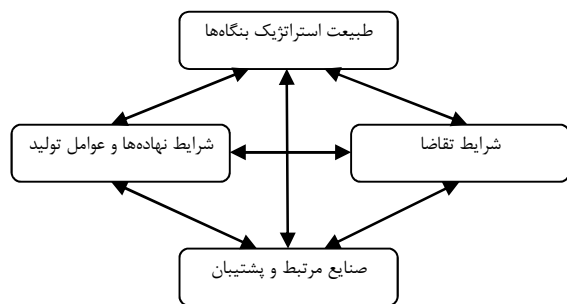 طبیعت استراتژیک بنگاه‌ها
شرایط تقاضا
شرایط نهاده‌ها و عوامل تولید
صنایع مرتبط و پشتیبان